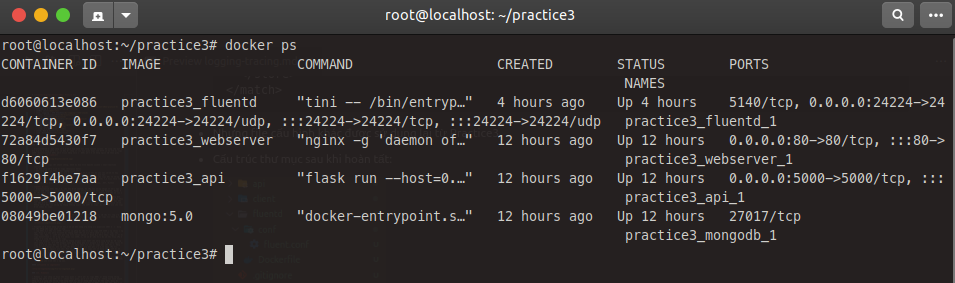 root@localhost: ~/practice3
root@localhost:~/practice3# docker ps
CONTAINER ID   IMAGE                 COMMAND                  CREATED        STATUS        PORTS
NAMES
d6060613e086   practice3_fluentd     "tini -- /bin/entryp…"   4 hours ago    Up 4 hours    5140/tcp, 0.0.0.0:24224->24
224/tcp, 0.0.0.0:24224->24224/udp, :::24224->24224/tcp, :::24224->24224/udp   practice3_fluentd_1
72a84d5430f7   practice3_webserver   "nginx -g 'daemon of…"   12 hours ago   Up 12 hours   0.0.0.0:80->80/tcp, :::80->
80/tcp   practice3_webserver_1
f1629f4be7aa   practice3_api         "flask run --host=0.…"   12 hours ago   Up 12 hours   0.0.0.0:5000->5000/tcp, :::
5000->5000/tcp   practice3_api_1
08049be01218   mongo:5.0             "docker-entrypoint.s…"   12 hours ago   Up 12 hours   27017/tcp
practice3_mongodb_1
root@localhost:~/practice3#